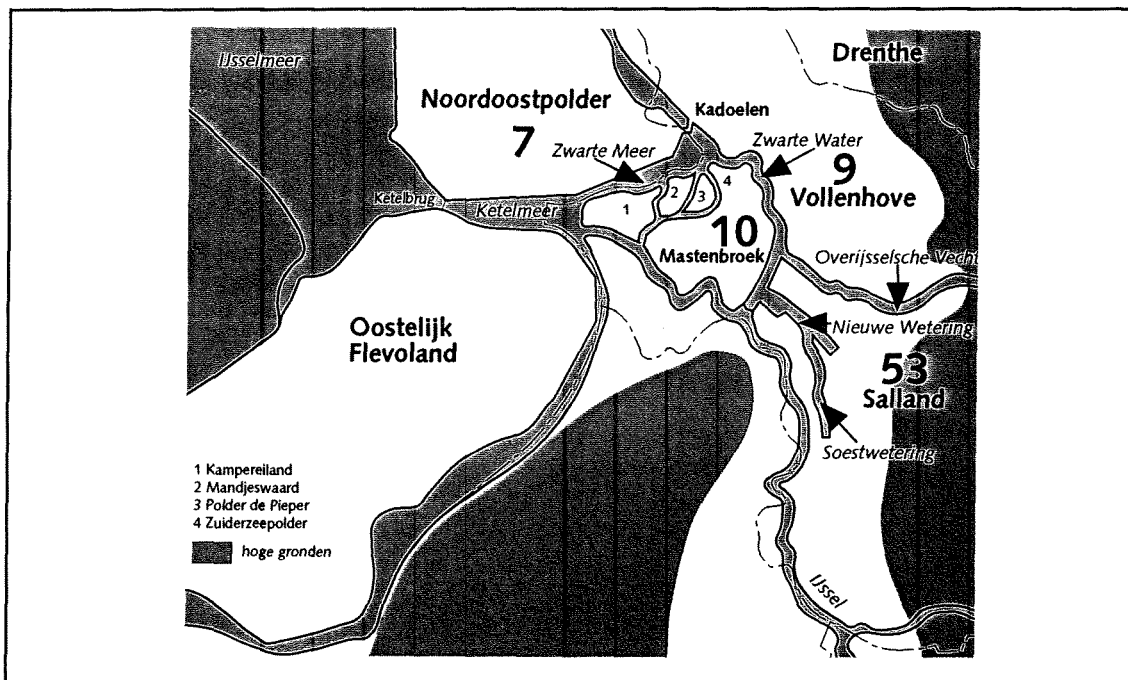 IJsselmeer
Drenthe
Noordoostpolder
7
Kadoelen
Zwarte Meer
Zwarte Water
9
Vollenhove
Ketelbrug
Ketelmeer
1
2
3
4
10
Mastenbroek
Overijsselsche Vecht
Oostelijk
Flevoland
Nieuwe Wetering
53
Salland
Soestwetering
1 Kampereiland
2 Mandjeswaard
3 Polder de Pieper
4 Zuiderzeepolder
hoge gronden
IJssel